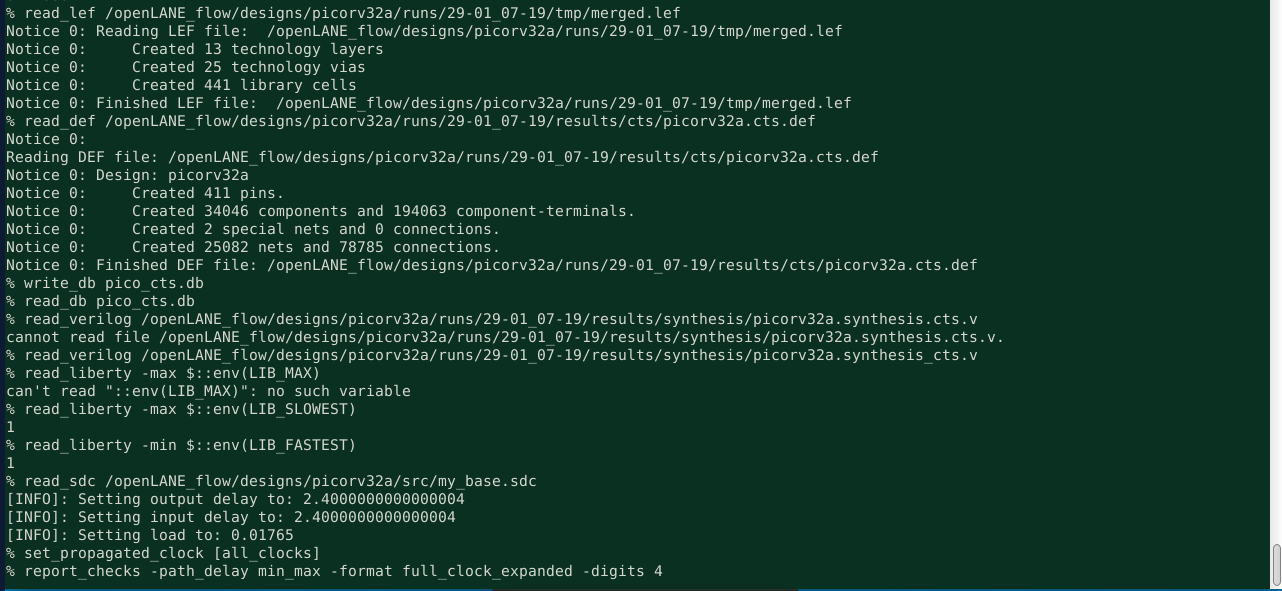 % read_lef /openLANE_flow/designs/picorv32a/runs/29-01_07-19/tmp/merged.lef
Notice 0: Reading LEF file:  /openLANE_flow/designs/picorv32a/runs/29-01_07-19/tmp/merged.lef
Notice 0:     Created 13 technology layers
Notice 0:     Created 25 technology vias
Notice 0:     Created 441 library cells
Notice 0: Finished LEF file:  /openLANE_flow/designs/picorv32a/runs/29-01_07-19/tmp/merged.lef
% read_def /openLANE_flow/designs/picorv32a/runs/29-01_07-19/results/cts/picorv32a.cts.def
Notice 0:
Reading DEF file: /openLANE_flow/designs/picorv32a/runs/29-01_07-19/results/cts/picorv32a.cts.def
Notice 0: Design: picorv32a
Notice 0:     Created 411 pins.
Notice 0:     Created 34046 components and 194063 component-terminals.
Notice 0:     Created 2 special nets and 0 connections.
Notice 0:     Created 25082 nets and 78785 connections.
Notice 0: Finished DEF file: /openLANE_flow/designs/picorv32a/runs/29-01_07-19/results/cts/picorv32a.cts.def
% write_db pico_cts.db
% read_db pico_cts.db
% read_verilog /openLANE_flow/designs/picorv32a/runs/29-01_07-19/results/synthesis/picorv32a.synthesis.cts.v
cannot read file /openLANE_flow/designs/picorv32a/runs/29-01_07-19/results/synthesis/picorv32a.synthesis.cts.v.
% read_verilog /openLANE_flow/designs/picorv32a/runs/29-01_07-19/results/synthesis/picorv32a.synthesis_cts.v
% read_liberty -max $::env(LIB_MAX)
can't read "::env(LIB_MAX)": no such variable
% read_liberty -max $::env(LIB_SLOWEST)
1
% read_liberty -min $::env(LIB_FASTEST)
1
% read_sdc /openLANE_flow/designs/picorv32a/src/my_base.sdc
[INFO]: Setting output delay to: 2.4000000000000004
[INFO]: Setting input delay to: 2.4000000000000004
[INFO]: Setting load to: 0.01765
% set_propagated_clock [all_clocks]
% report_checks -path_delay min_max -format full_clock_expanded -digits 4